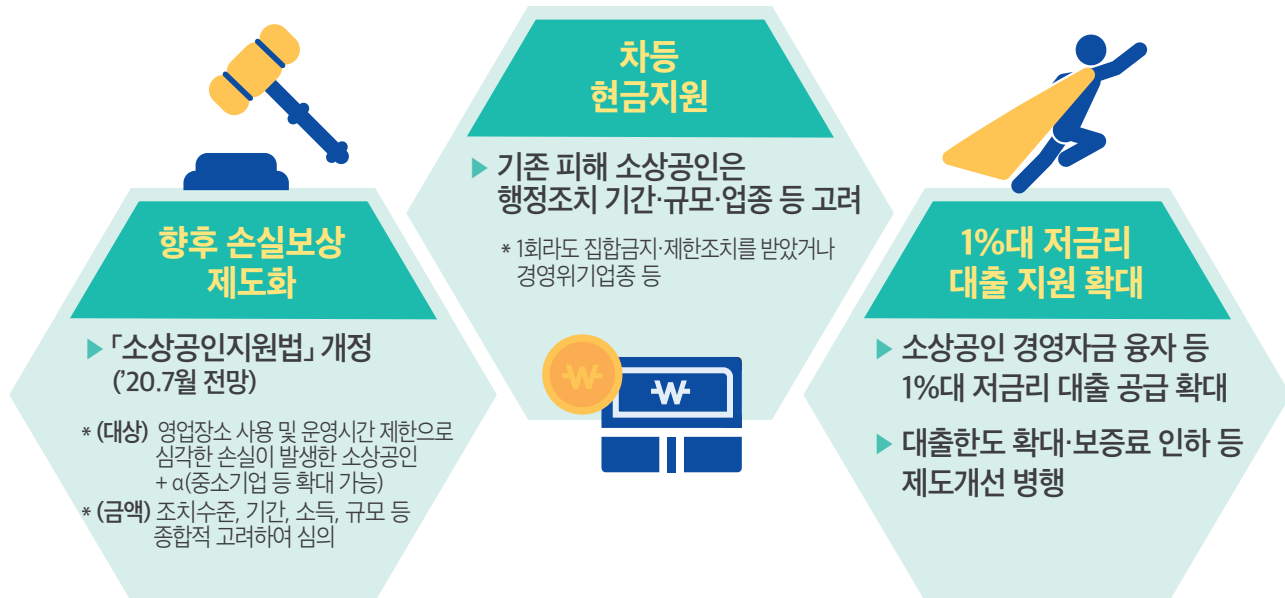 향후 손실보상
제도화
▶ 「소상공인지원법」 개정
('20.7월 전망)
* (대상) 영업장소 사용 및 운영시간 제한으로
심각한 손실이 발생한 소상공인
+ α(중소기업 등 확대 가능)
* (금액) 조치수준, 기간, 소득, 규모 등
종합적 고려하여 심의
차등
현금지원
▶ 기존 피해 소상공인은
행정조치 기간·규모·업종 등 고려
* 1회라도 집합금지·제한조치를 받았거나
경영위기업종 등
₩
₩
1%대 저금리
대출 지원 확대
▶ 소상공인 경영자금 융자 등
1%대 저금리 대출 공급 확대
▶ 대출한도 확대·보증료 인하 등
제도개선 병행